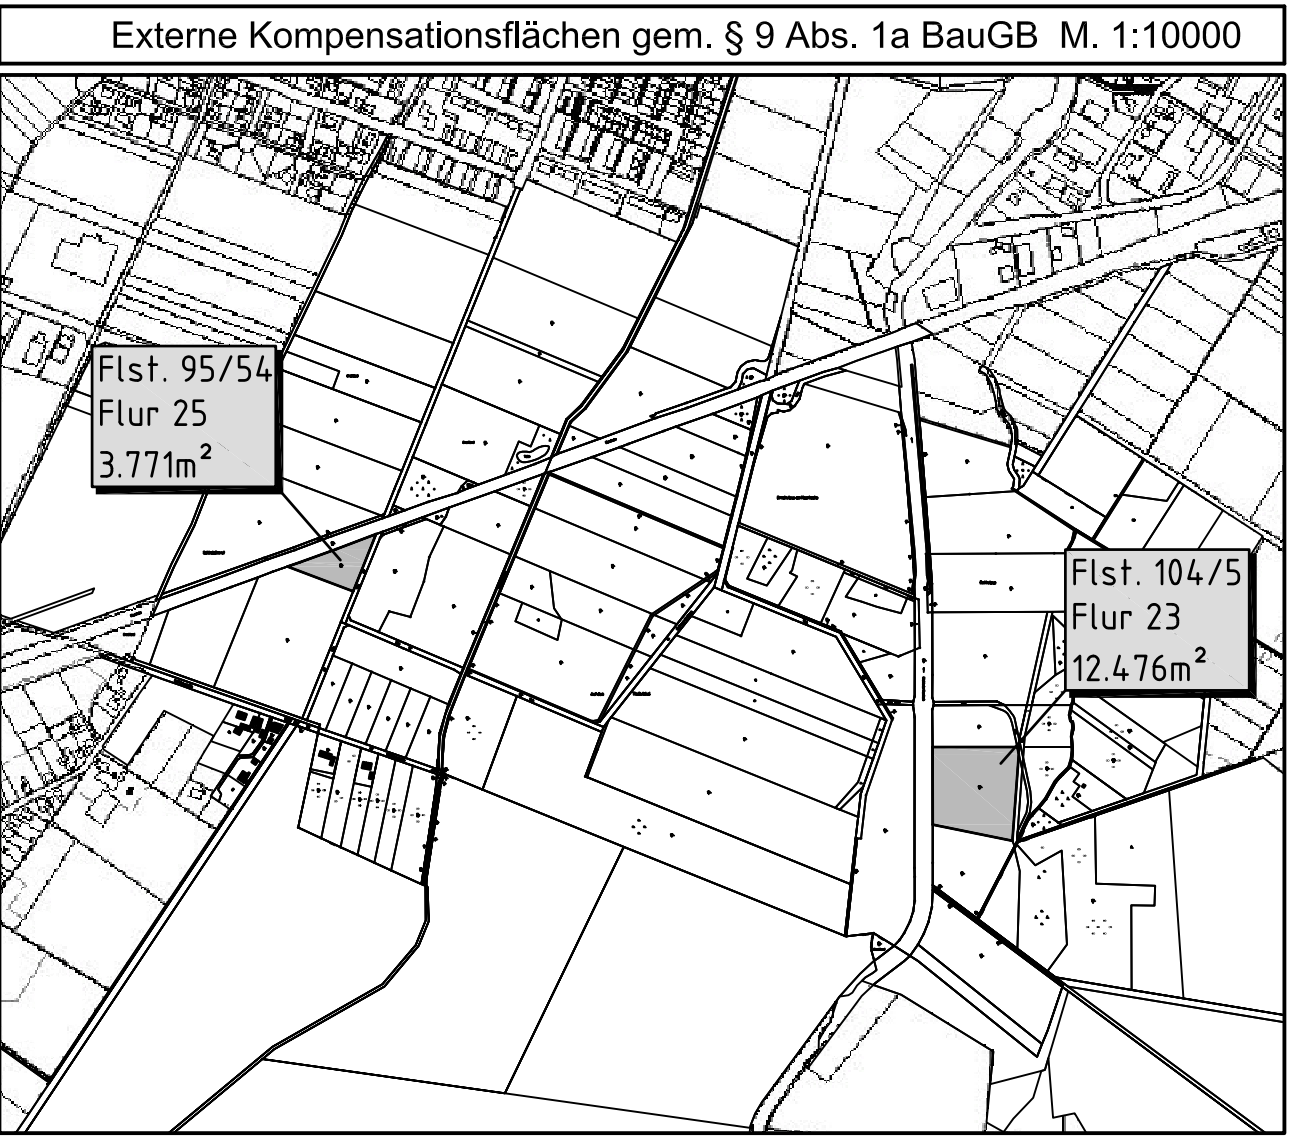 Externe Kompensationsflächen gem. § 9 Abs. 1a BauGB M. 1:10000
Flst. 95/54
Flur 25
3.771m²
Flst. 104/5
Flur 23
12.476m²